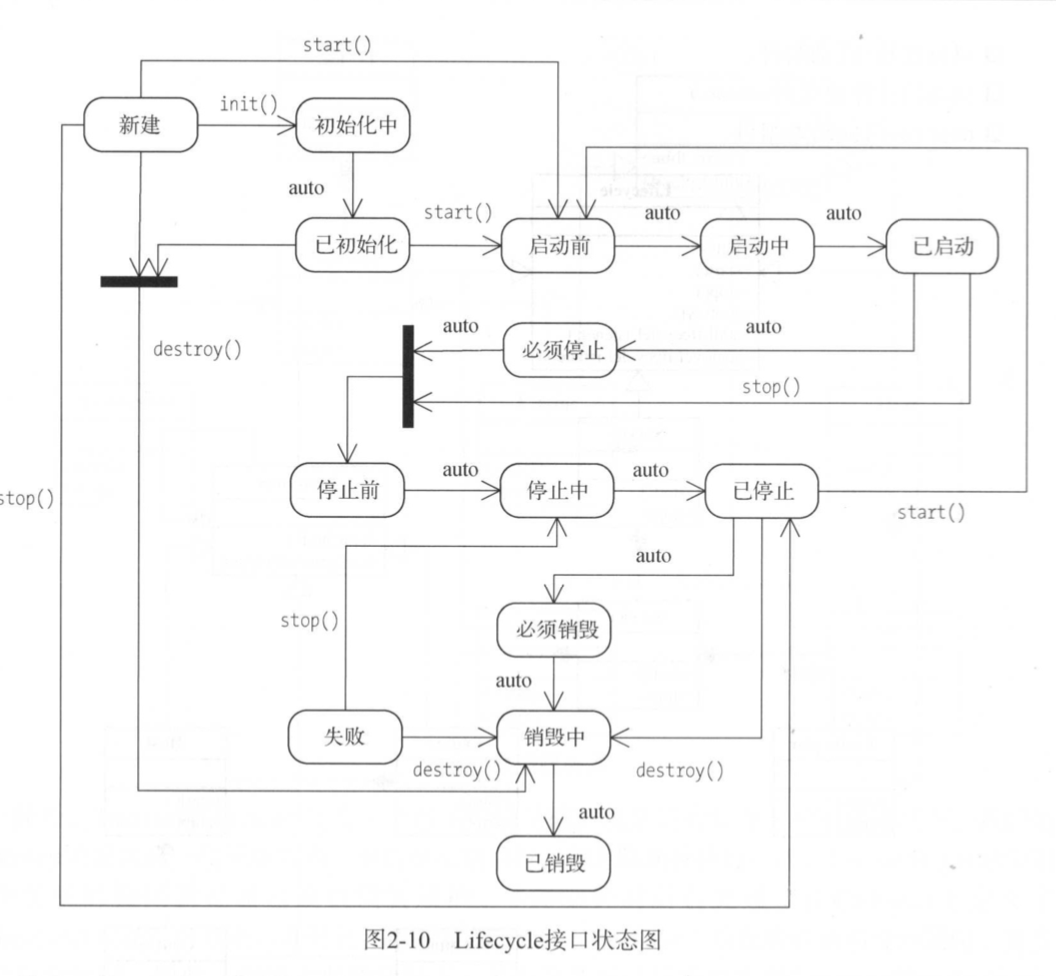 start()
新建
init()
初始化中
auto
已初始化
start()
启动前
auto
启动中
auto
已启动
destroy()
auto
必须停止
auto
stop()
停止前
auto
停止中
auto
已停止
start()
stop()
auto
stop()
必须销毁
auto
失败
销毁中
destroy()
destroy()
auto
已销毁
图2-10 Lifecycle接口状态图